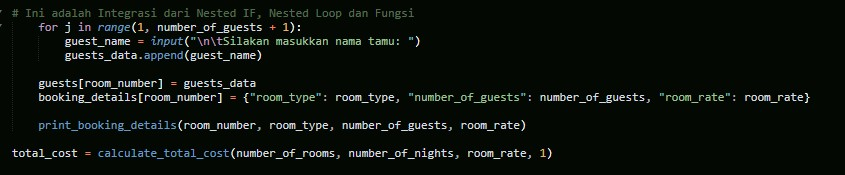 # Ini adalah Integrasi dari Nested IF, Nested Loop dan Fungsi
for j in range(1, number_of_guests + 1):
guest_name = input("\n\tSilakan masukkan nama tamu: ")
guests_data.append(guest_name)
guests[room_number] = guests_data
booking_details[room_number] = {"room_type": room_type, "number_of_guests": number_of_guests, "room_rate": room_rate}
print_booking_details(room_number, room_type, number_of_guests, room_rate)
total_cost = calculate_total_cost(number_of_rooms, number_of_nights, room_rate, 1)